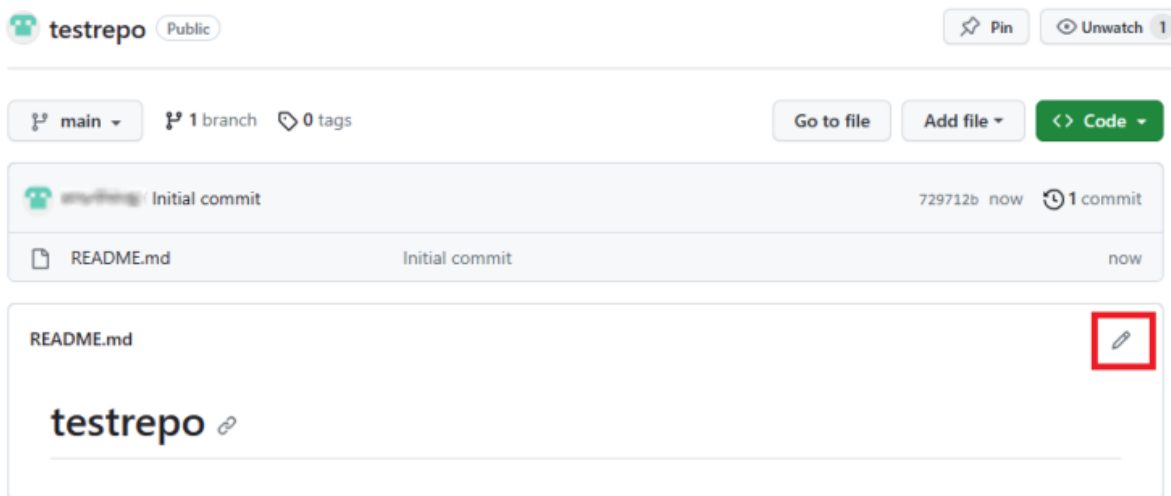 testrepo Public Pin Unwatch 1
main 1 branch 0 tags Go to file Add file Code
Initial commit 729712b now 1 commit
README.md Initial commit now
README.md
testrepo